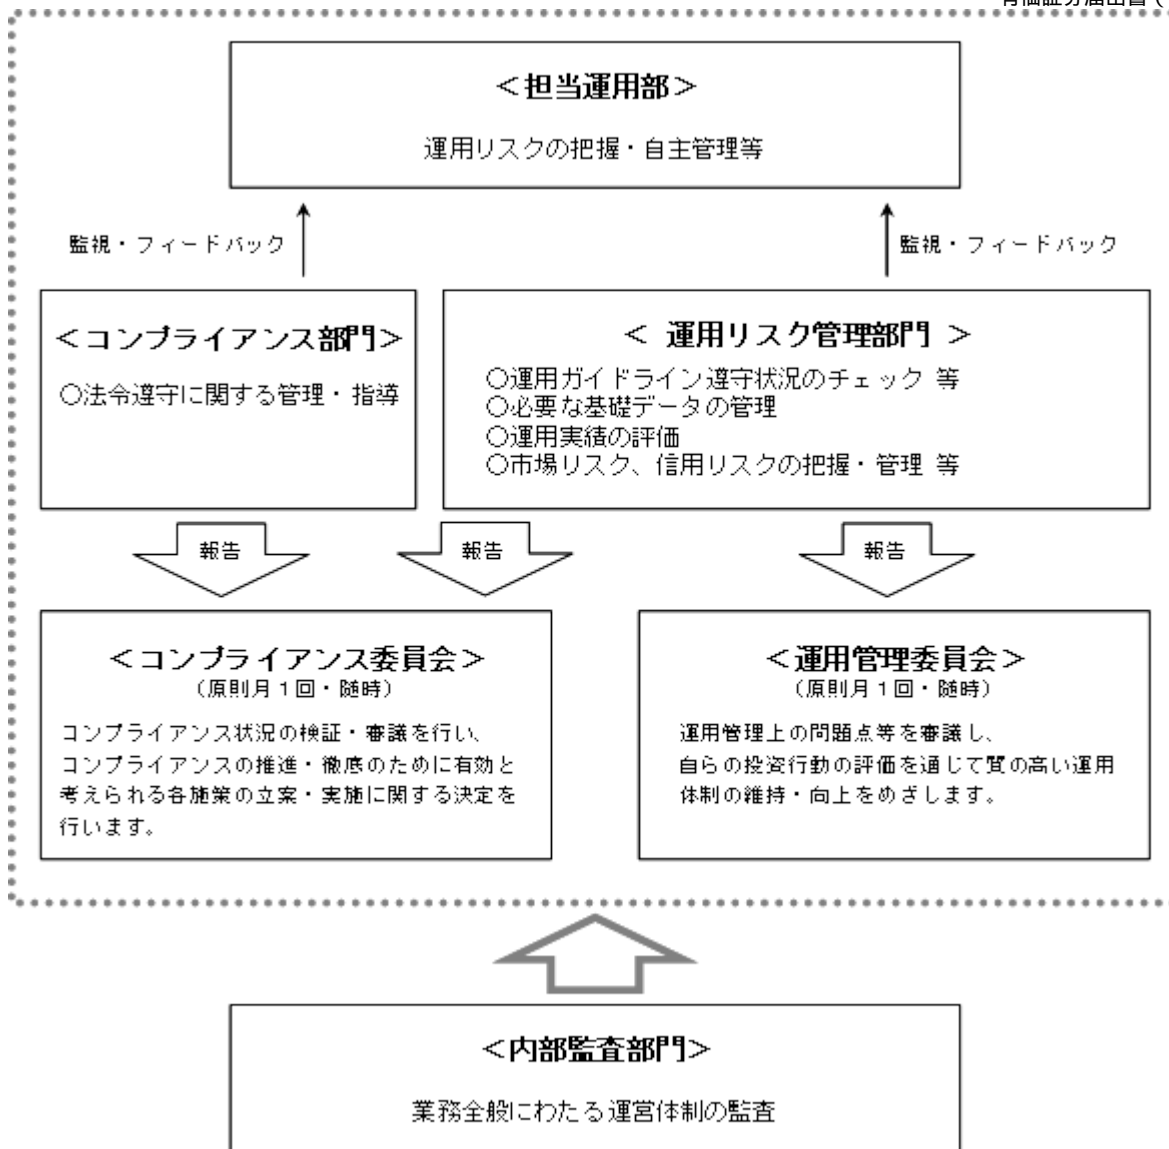 ＜担当運用部＞
運用リスクの把握・自主管理等
監視・フィードバック
監視・フィードバック
＜コンプライアンス部門＞
○法令遵守に関する管理・指導
＜ 運用リスク管理部門 ＞
○運用ガイドライン遵守状況のチェック 等
○必要な基礎データの管理
○運用実績の評価
○市場リスク、信用リスクの把握・管理 等
報告
報告
報告
＜コンプライアンス委員会＞
（原則月１回・随時）
コンプライアンス状況の検証・審議を行い、
コンプライアンスの推進・徹底のために有効と
考えられる各施策の立案・実施に関する決定を
行います。
＜運用管理委員会＞
（原則月１回・随時）
運用管理上の問題点等を審議し、
自らの投資行動の評価を通じて質の高い運用
体制の維持・向上をめざします。
＜内部監査部門＞
業務全般にわたる運営体制の監査